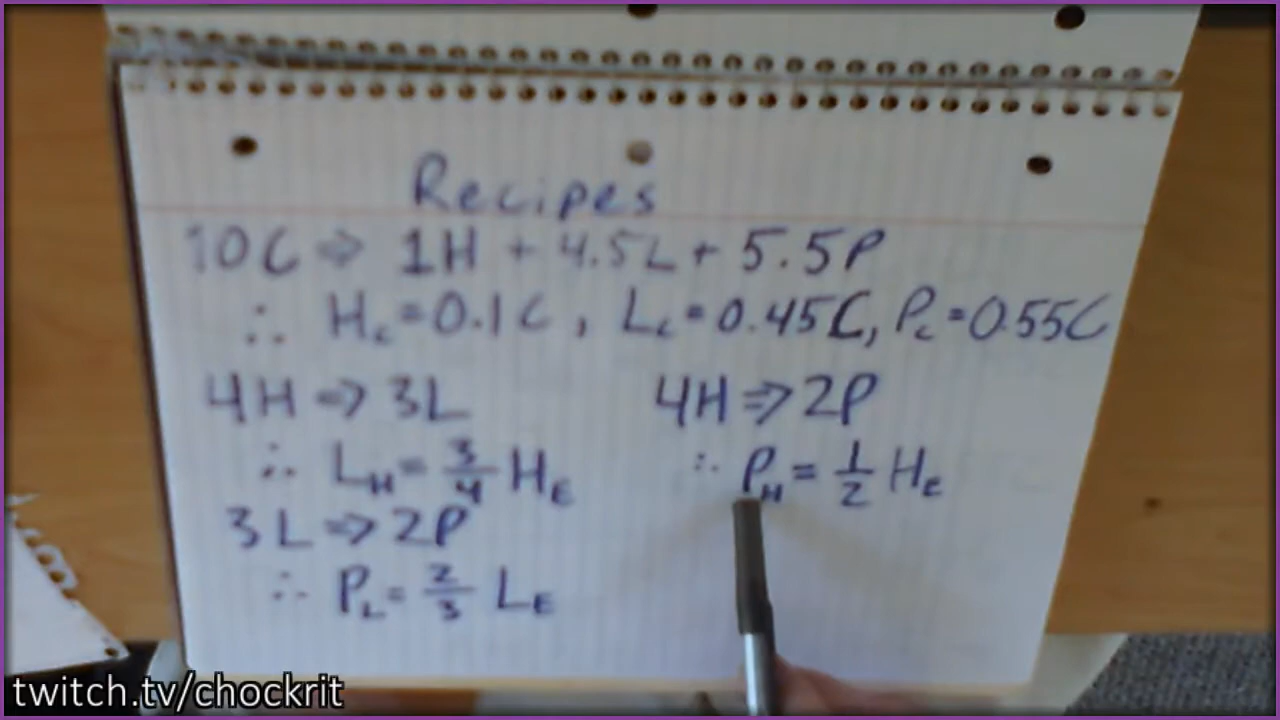 Recipes
10C ⇒ 1H + 4.5L + 5.5P
∴ H_C = 0.1C, L_C = 0.45C, P_C = 0.55C
4H ⇒ 3L 4H ⇒ 2P
∴ L_H = 3/4 H_E ∴ P_H = 1/2 H_E
3L ⇒ 2P
∴ P_L = 2/3 L_E
twitch.tv/chockrit